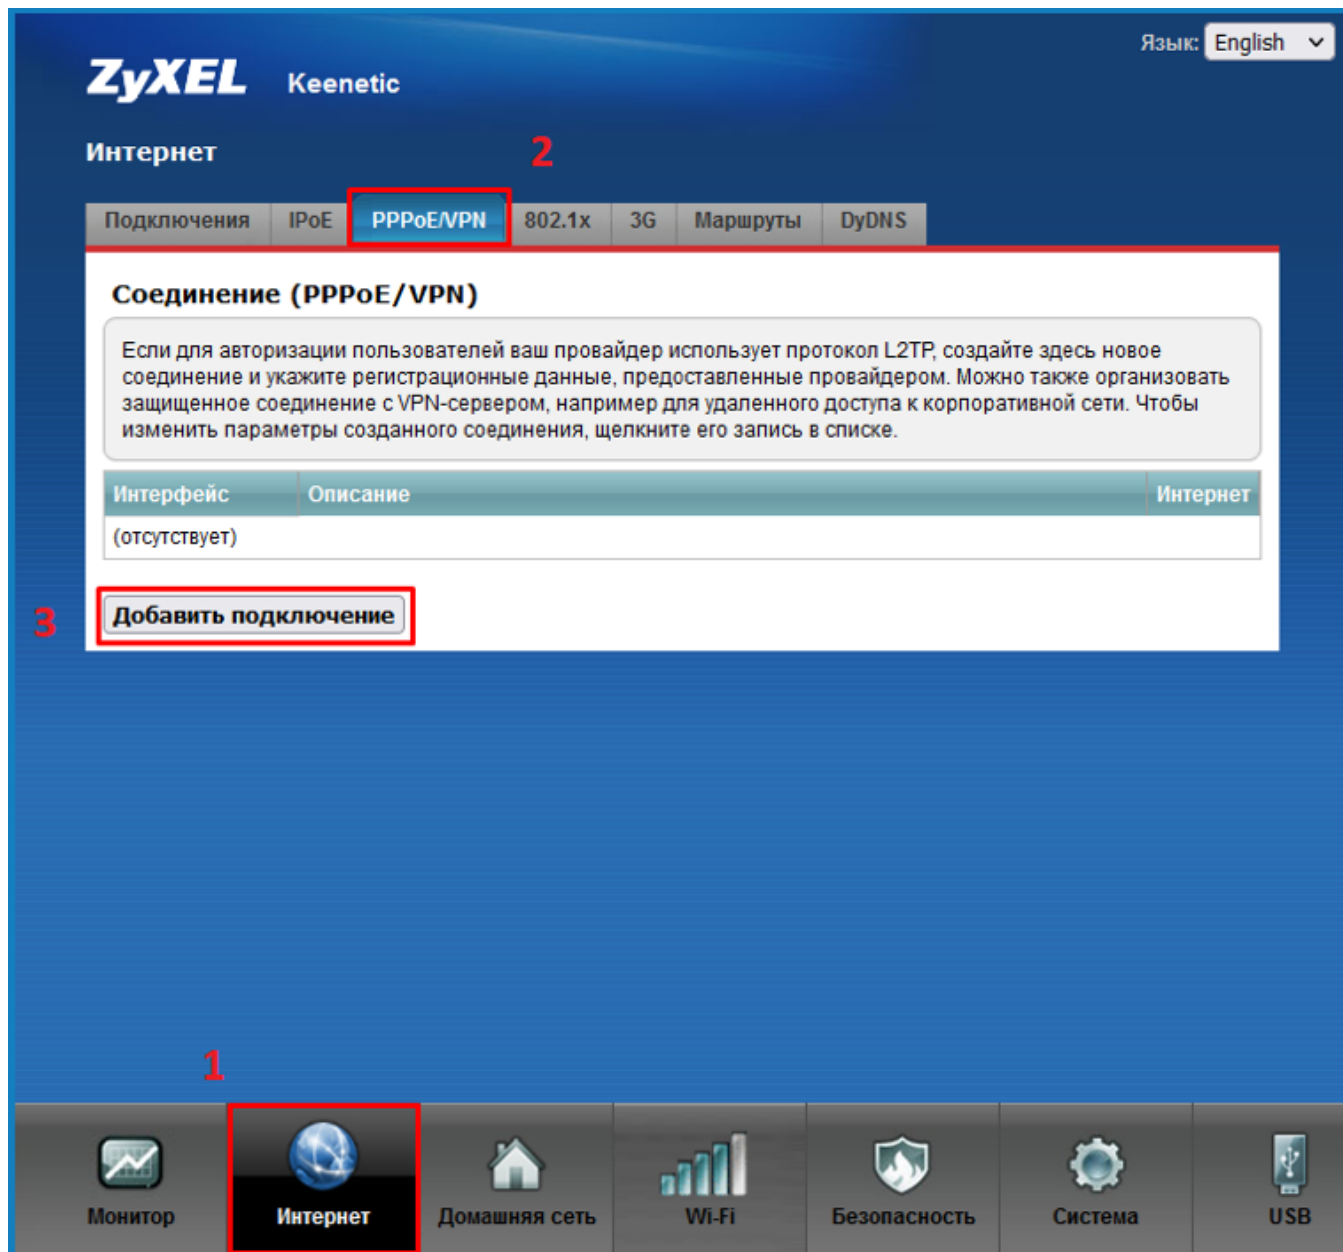 Язык: English
ZyXEL Keenetic
Интернет
2
Подключения IPoE PPPoE/VPN 802.1x 3G Маршруты DyDNS
Соединение (PPPoE/VPN)
Если для авторизации пользователей ваш провайдер использует протокол L2TP, создайте здесь новое
соединение и укажите регистрационные данные, предоставленные провайдером. Можно также организовать
защищенное соединение с VPN-сервером, например для удаленного доступа к корпоративной сети. Чтобы
изменить параметры созданного соединения, щелкните его запись в списке.
Интерфейс Описание Интернет
(отсутствует)
3 Добавить подключение
1
Монитор Интернет Домашняя сеть Wi-Fi Безопасность Система USB